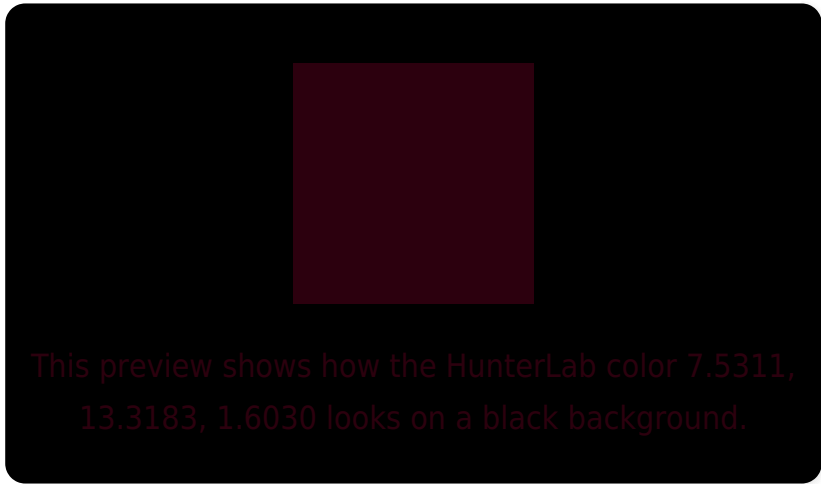 This preview shows how the HunterLab color 7.5311,
13.3183, 1.6030 looks on a black background.